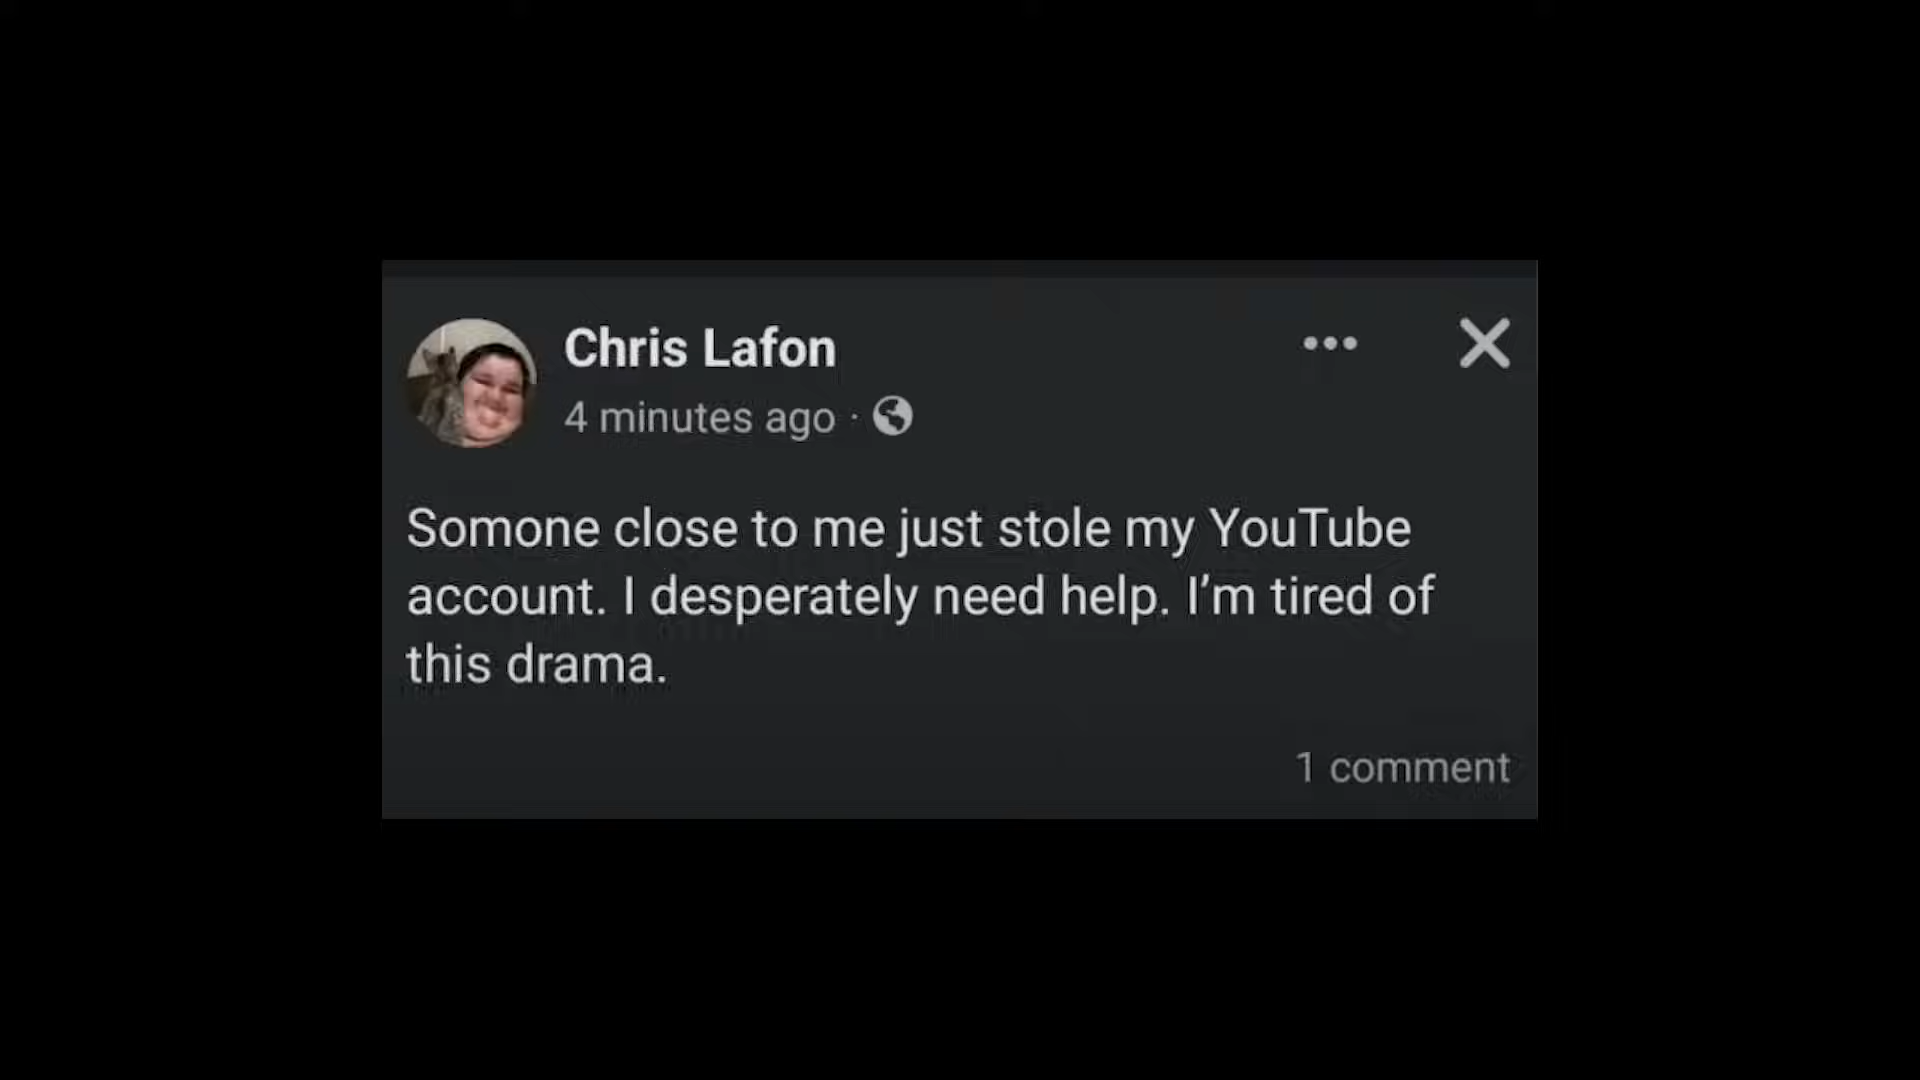 Chris Lafon
4 minutes ago ·
Somone close to me just stole my YouTube
account. I desperately need help. I’m tired of
this drama.
1 comment